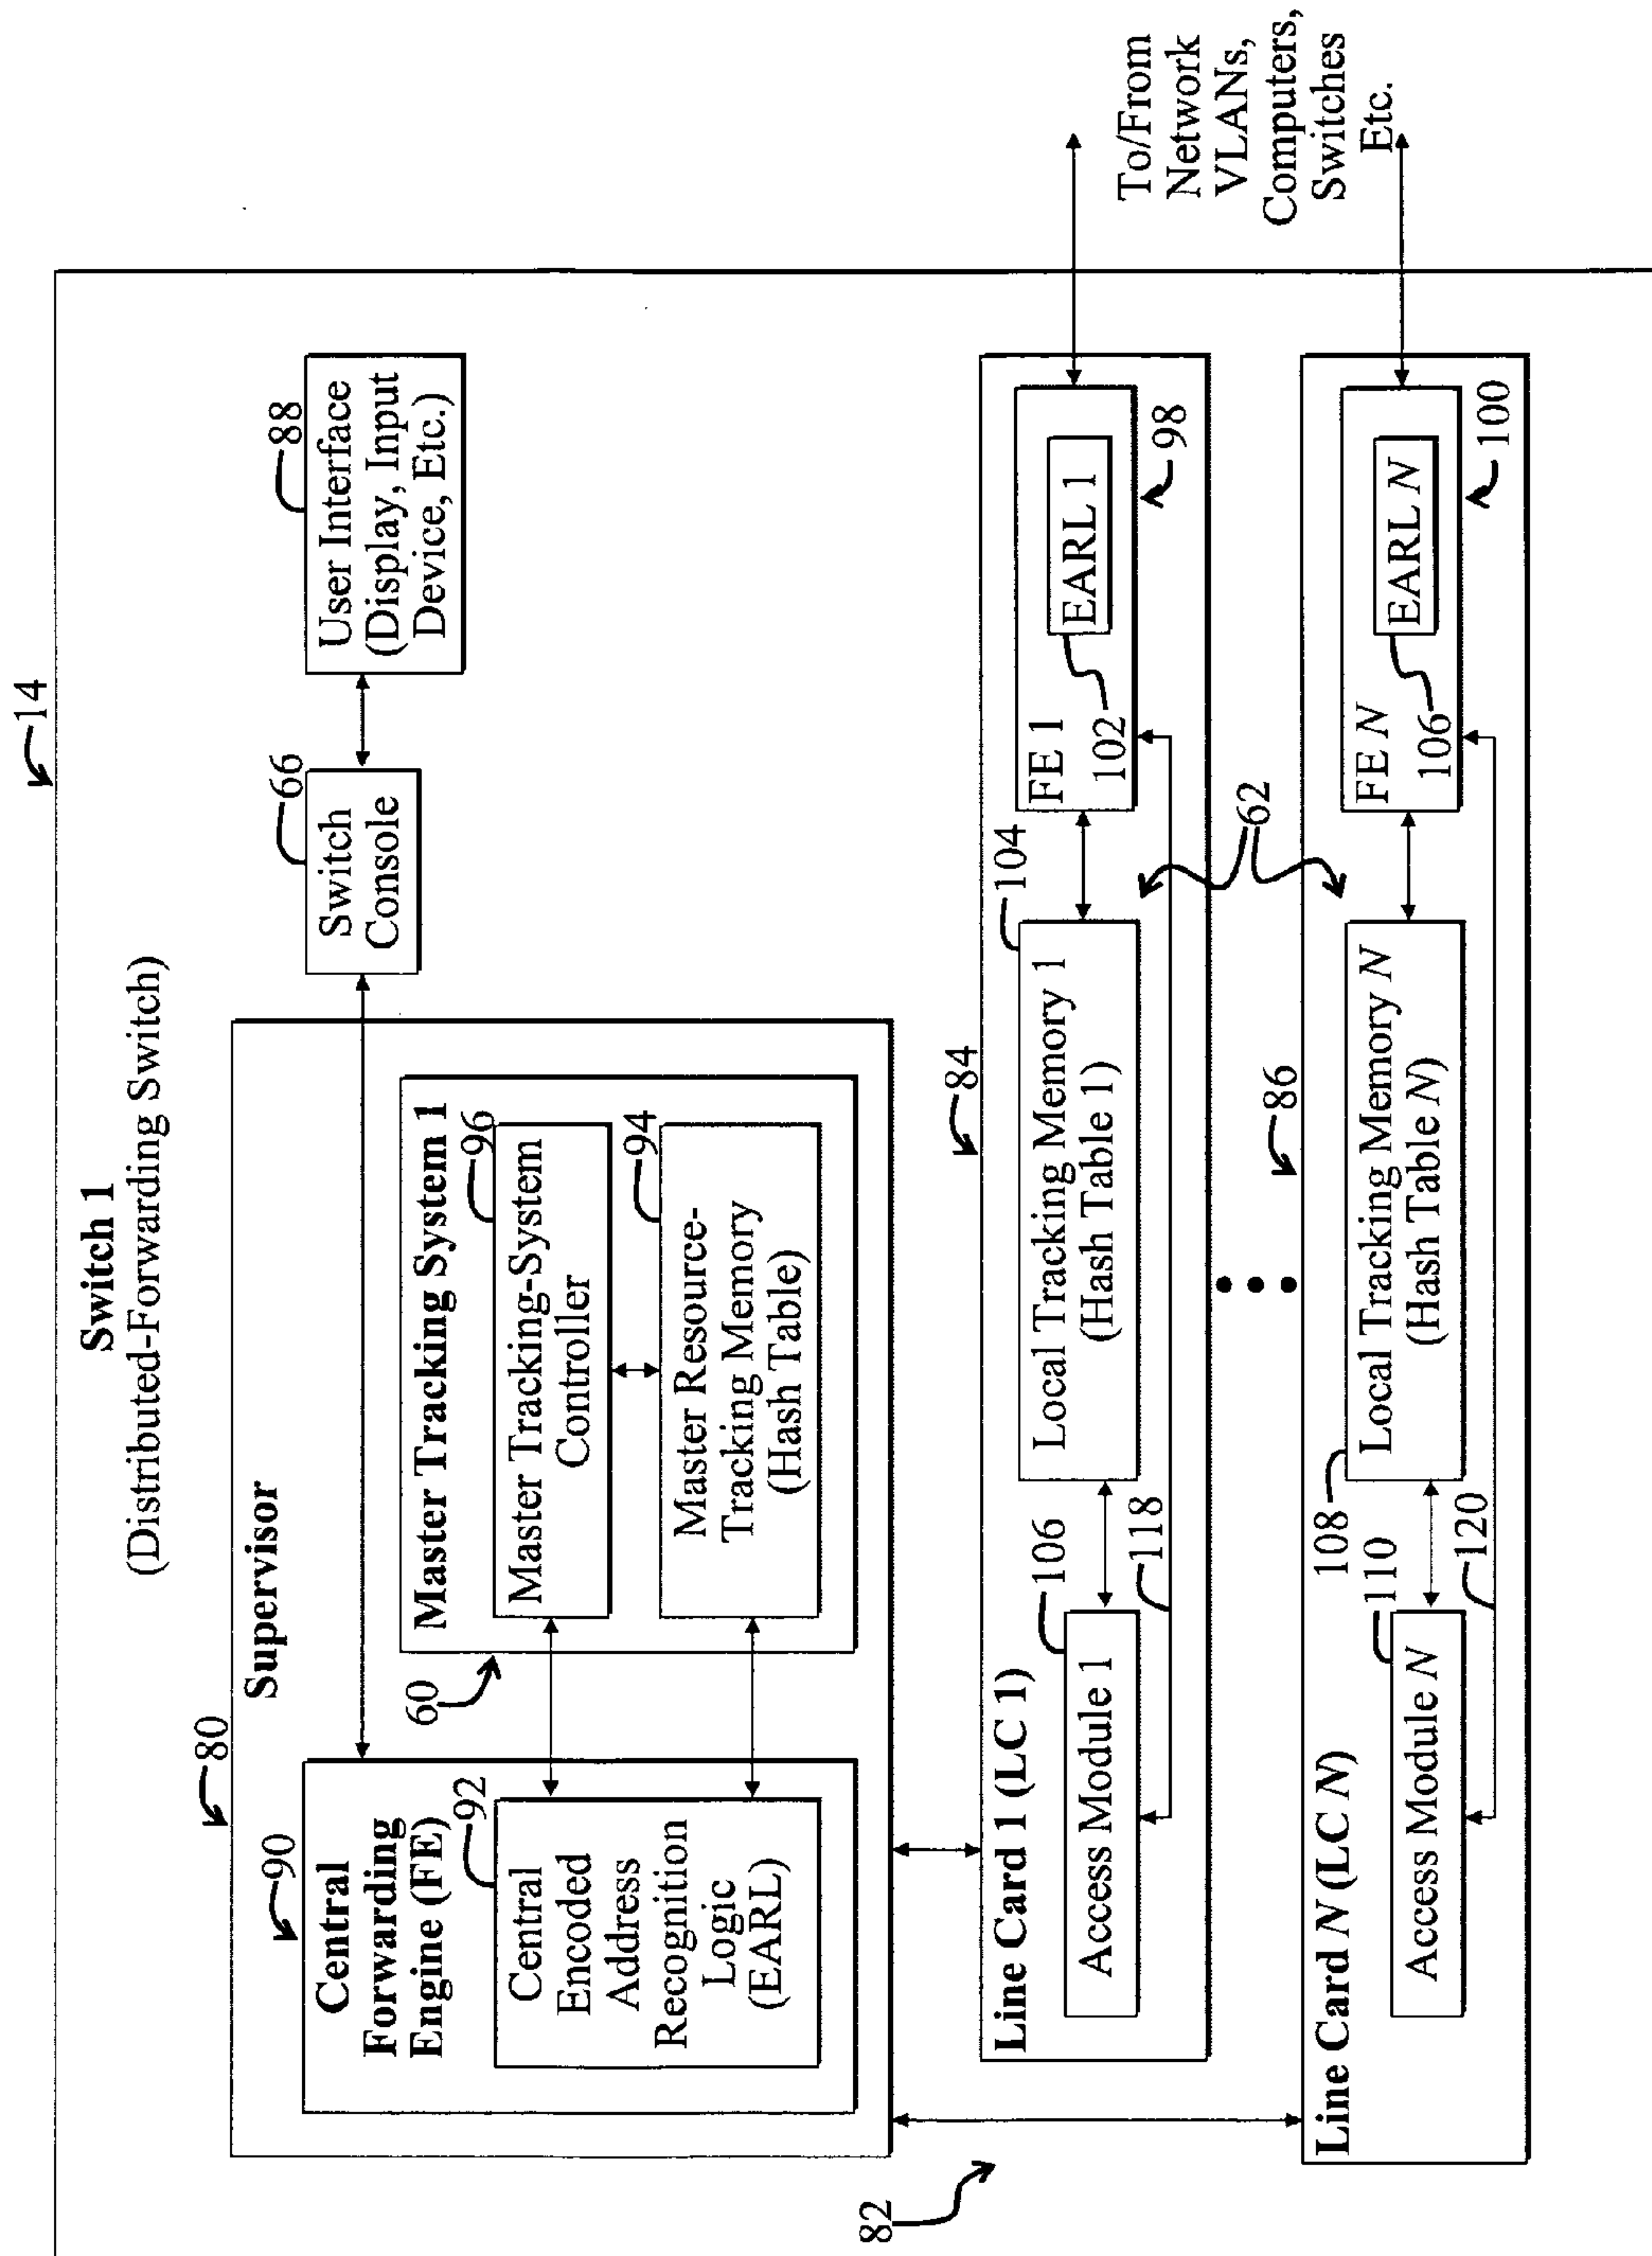 14
Switch 1
(Distributed-Forwarding Switch)
80
Supervisor
90
Central
Forwarding
Engine (FE)
92
Central
Encoded
Address
Recognition
Logic
(EARL)
60
Master Tracking System 1
96
Master Tracking-System
Controller
94
Master Resource-
Tracking Memory
(Hash Table)
66
Switch
Console
88
User Interface
(Display, Input
Device, Etc.)
82
84
Line Card 1 (LC 1)
106
Access Module 1
118
104
Local Tracking Memory 1
(Hash Table 1)
FE 1
102
EARL 1
98
62
86
Line Card N (LC N)
110
Access Module N
120
108
Local Tracking Memory N
(Hash Table N)
FE N
106
EARL N
100
To/From
Network
VLANs,
Computers,
Switches
Etc.